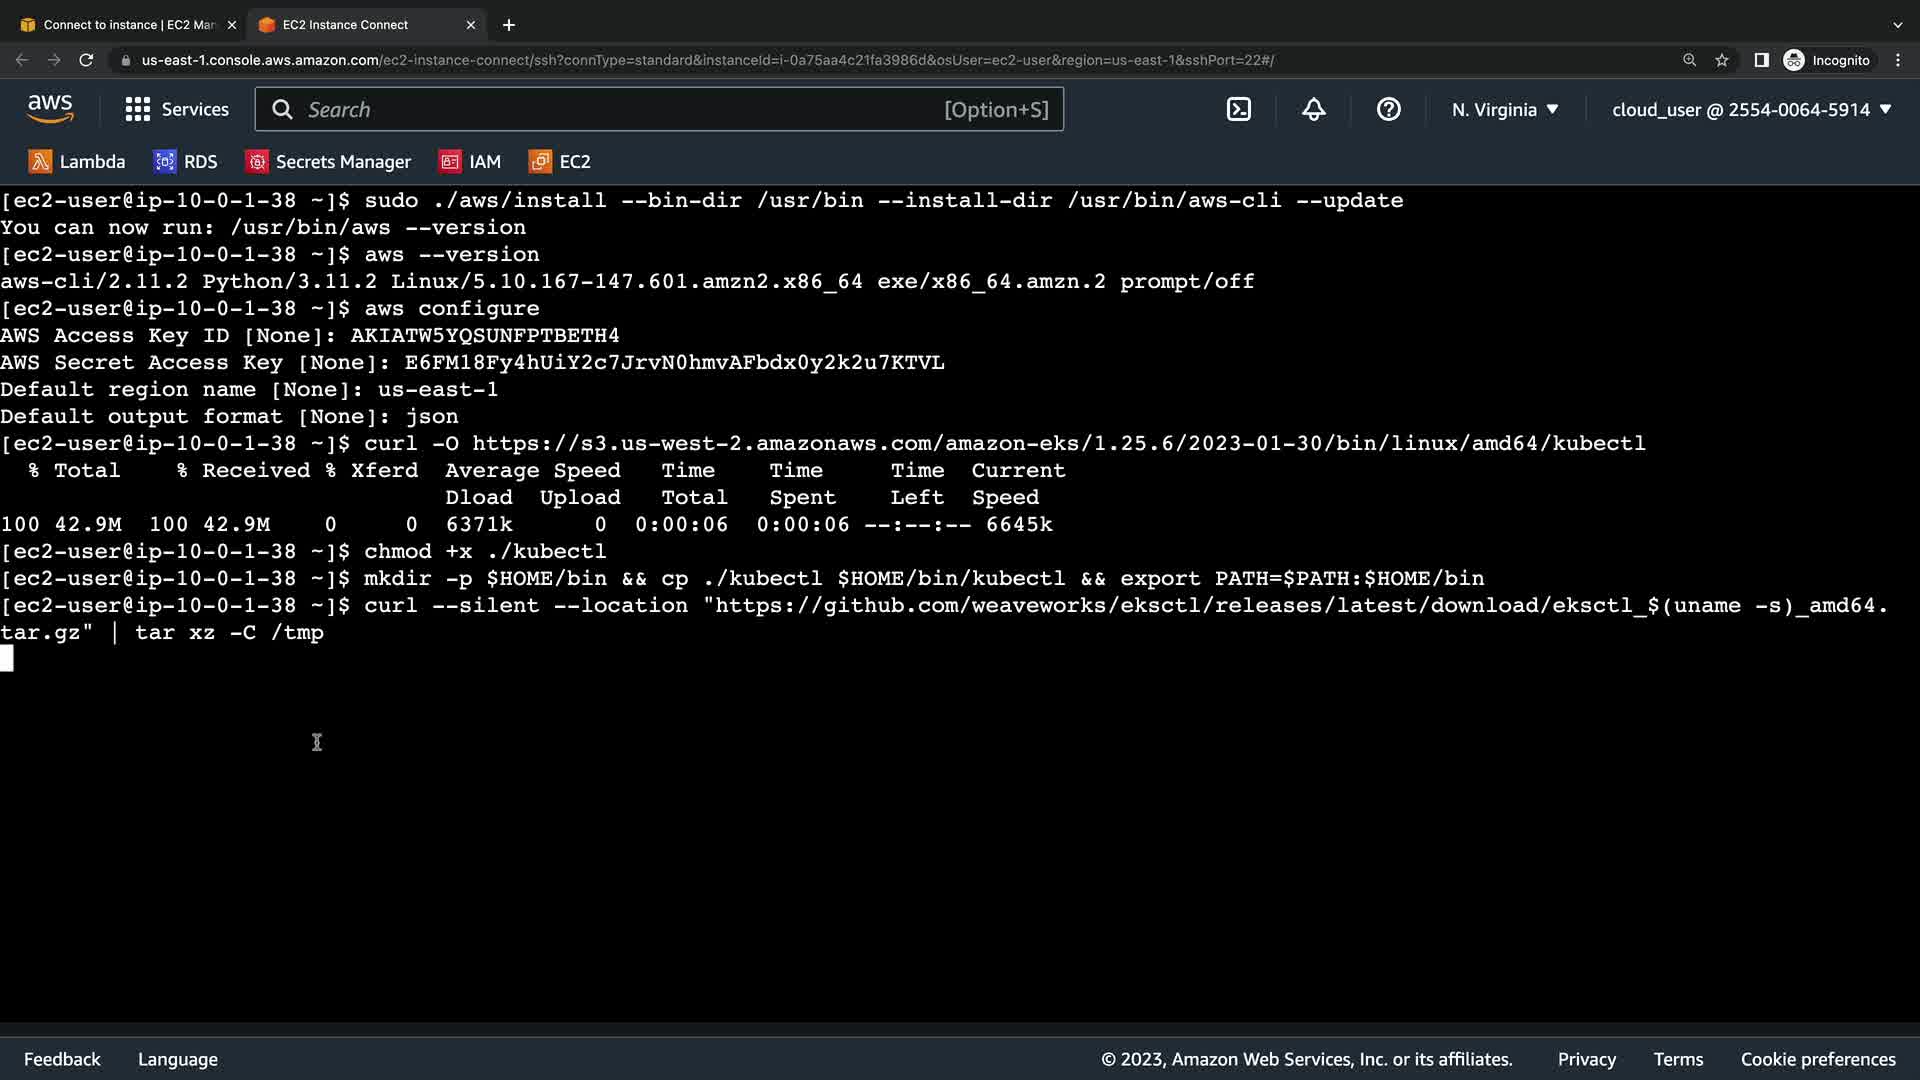 Connect to instance | EC2 Man
EC2 Instance Connect
us-east-1.console.aws.amazon.com/ec2-instance-connect/ssh?connType=standard&instanceId=i-0a75aa4c21fa3986d&osUser=ec2-user&region=us-east-1&sshPort=22#/
Incognito
aws
Services
Search
[Option+S]
N. Virginia
cloud_user @ 2554-0064-5914
Lambda
RDS
Secrets Manager
IAM
EC2
[ec2-user@ip-10-0-1-38 ~]$ sudo ./aws/install --bin-dir /usr/bin --install-dir /usr/bin/aws-cli --update
You can now run: /usr/bin/aws --version
[ec2-user@ip-10-0-1-38 ~]$ aws --version
aws-cli/2.11.2 Python/3.11.2 Linux/5.10.167-147.601.amzn2.x86_64 exe/x86_64.amzn.2 prompt/off
[ec2-user@ip-10-0-1-38 ~]$ aws configure
AWS Access Key ID [None]: AKIATW5YQSUNFPTBETH4
AWS Secret Access Key [None]: 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
Default region name [None]: us-east-1
Default output format [None]: json
[ec2-user@ip-10-0-1-38 ~]$ curl -O https://s3.us-west-2.amazonaws.com/amazon-eks/1.25.6/2023-01-30/bin/linux/amd64/kubectl
% Total % Received % Xferd Average Speed Time Time Time Current
Dload Upload Total Spent Left Speed
100 42.9M 100 42.9M 0 0 6371k 0 0:00:06 0:00:06 --:--:-- 6645k
[ec2-user@ip-10-0-1-38 ~]$ chmod +x ./kubectl
[ec2-user@ip-10-0-1-38 ~]$ mkdir -p $HOME/bin && cp ./kubectl $HOME/bin/kubectl && export PATH=$PATH:$HOME/bin
[ec2-user@ip-10-0-1-38 ~]$ curl --silent --location "https://github.com/weaveworks/eksctl/releases/latest/download/eksctl_$(uname -s)_amd64.
tar.gz" | tar xz -C /tmp
Feedback
Language
© 2023, Amazon Web Services, Inc. or its affiliates.
Privacy
Terms
Cookie preferences